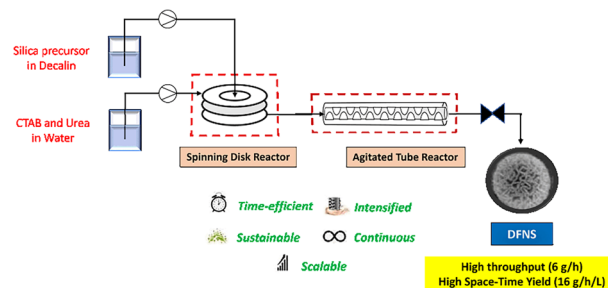 Silica precursor
in Decalin
CTAB and Urea
in Water
Spinning Disk Reactor
Agitated Tube Reactor
Time-efficient
Intensified
Sustainable
Continuous
Scalable
DFNS
High throughput (6 g/h)
High Space-Time Yield (16 g/h/L)